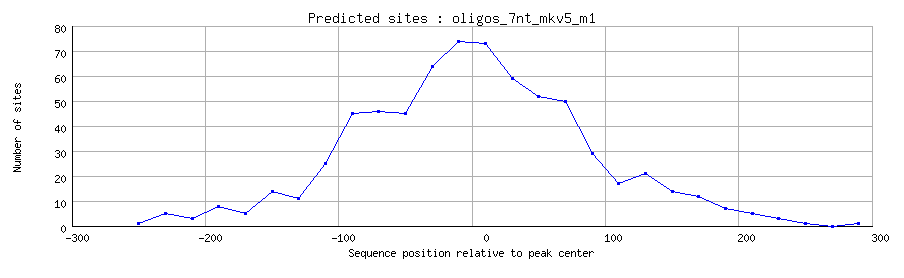 Predicted sites : oligos_7nt_mkv5_m1
80
70
60
50
40
30
20
10
0
Number of sites
-300 -200 -100 0 100 200 300
Sequence position relative to peak center